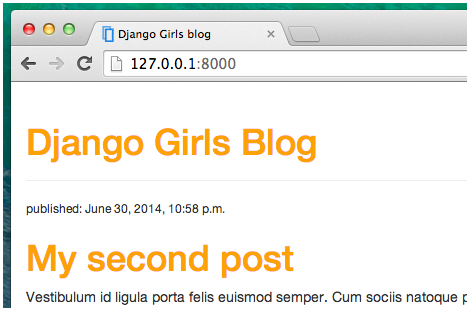 Django Girls blog
127.0.0.1:8000
Django Girls Blog
published: June 30, 2014, 10:58 p.m.
My second post
Vestibulum id ligula porta felis euismod semper. Cum sociis natoque p